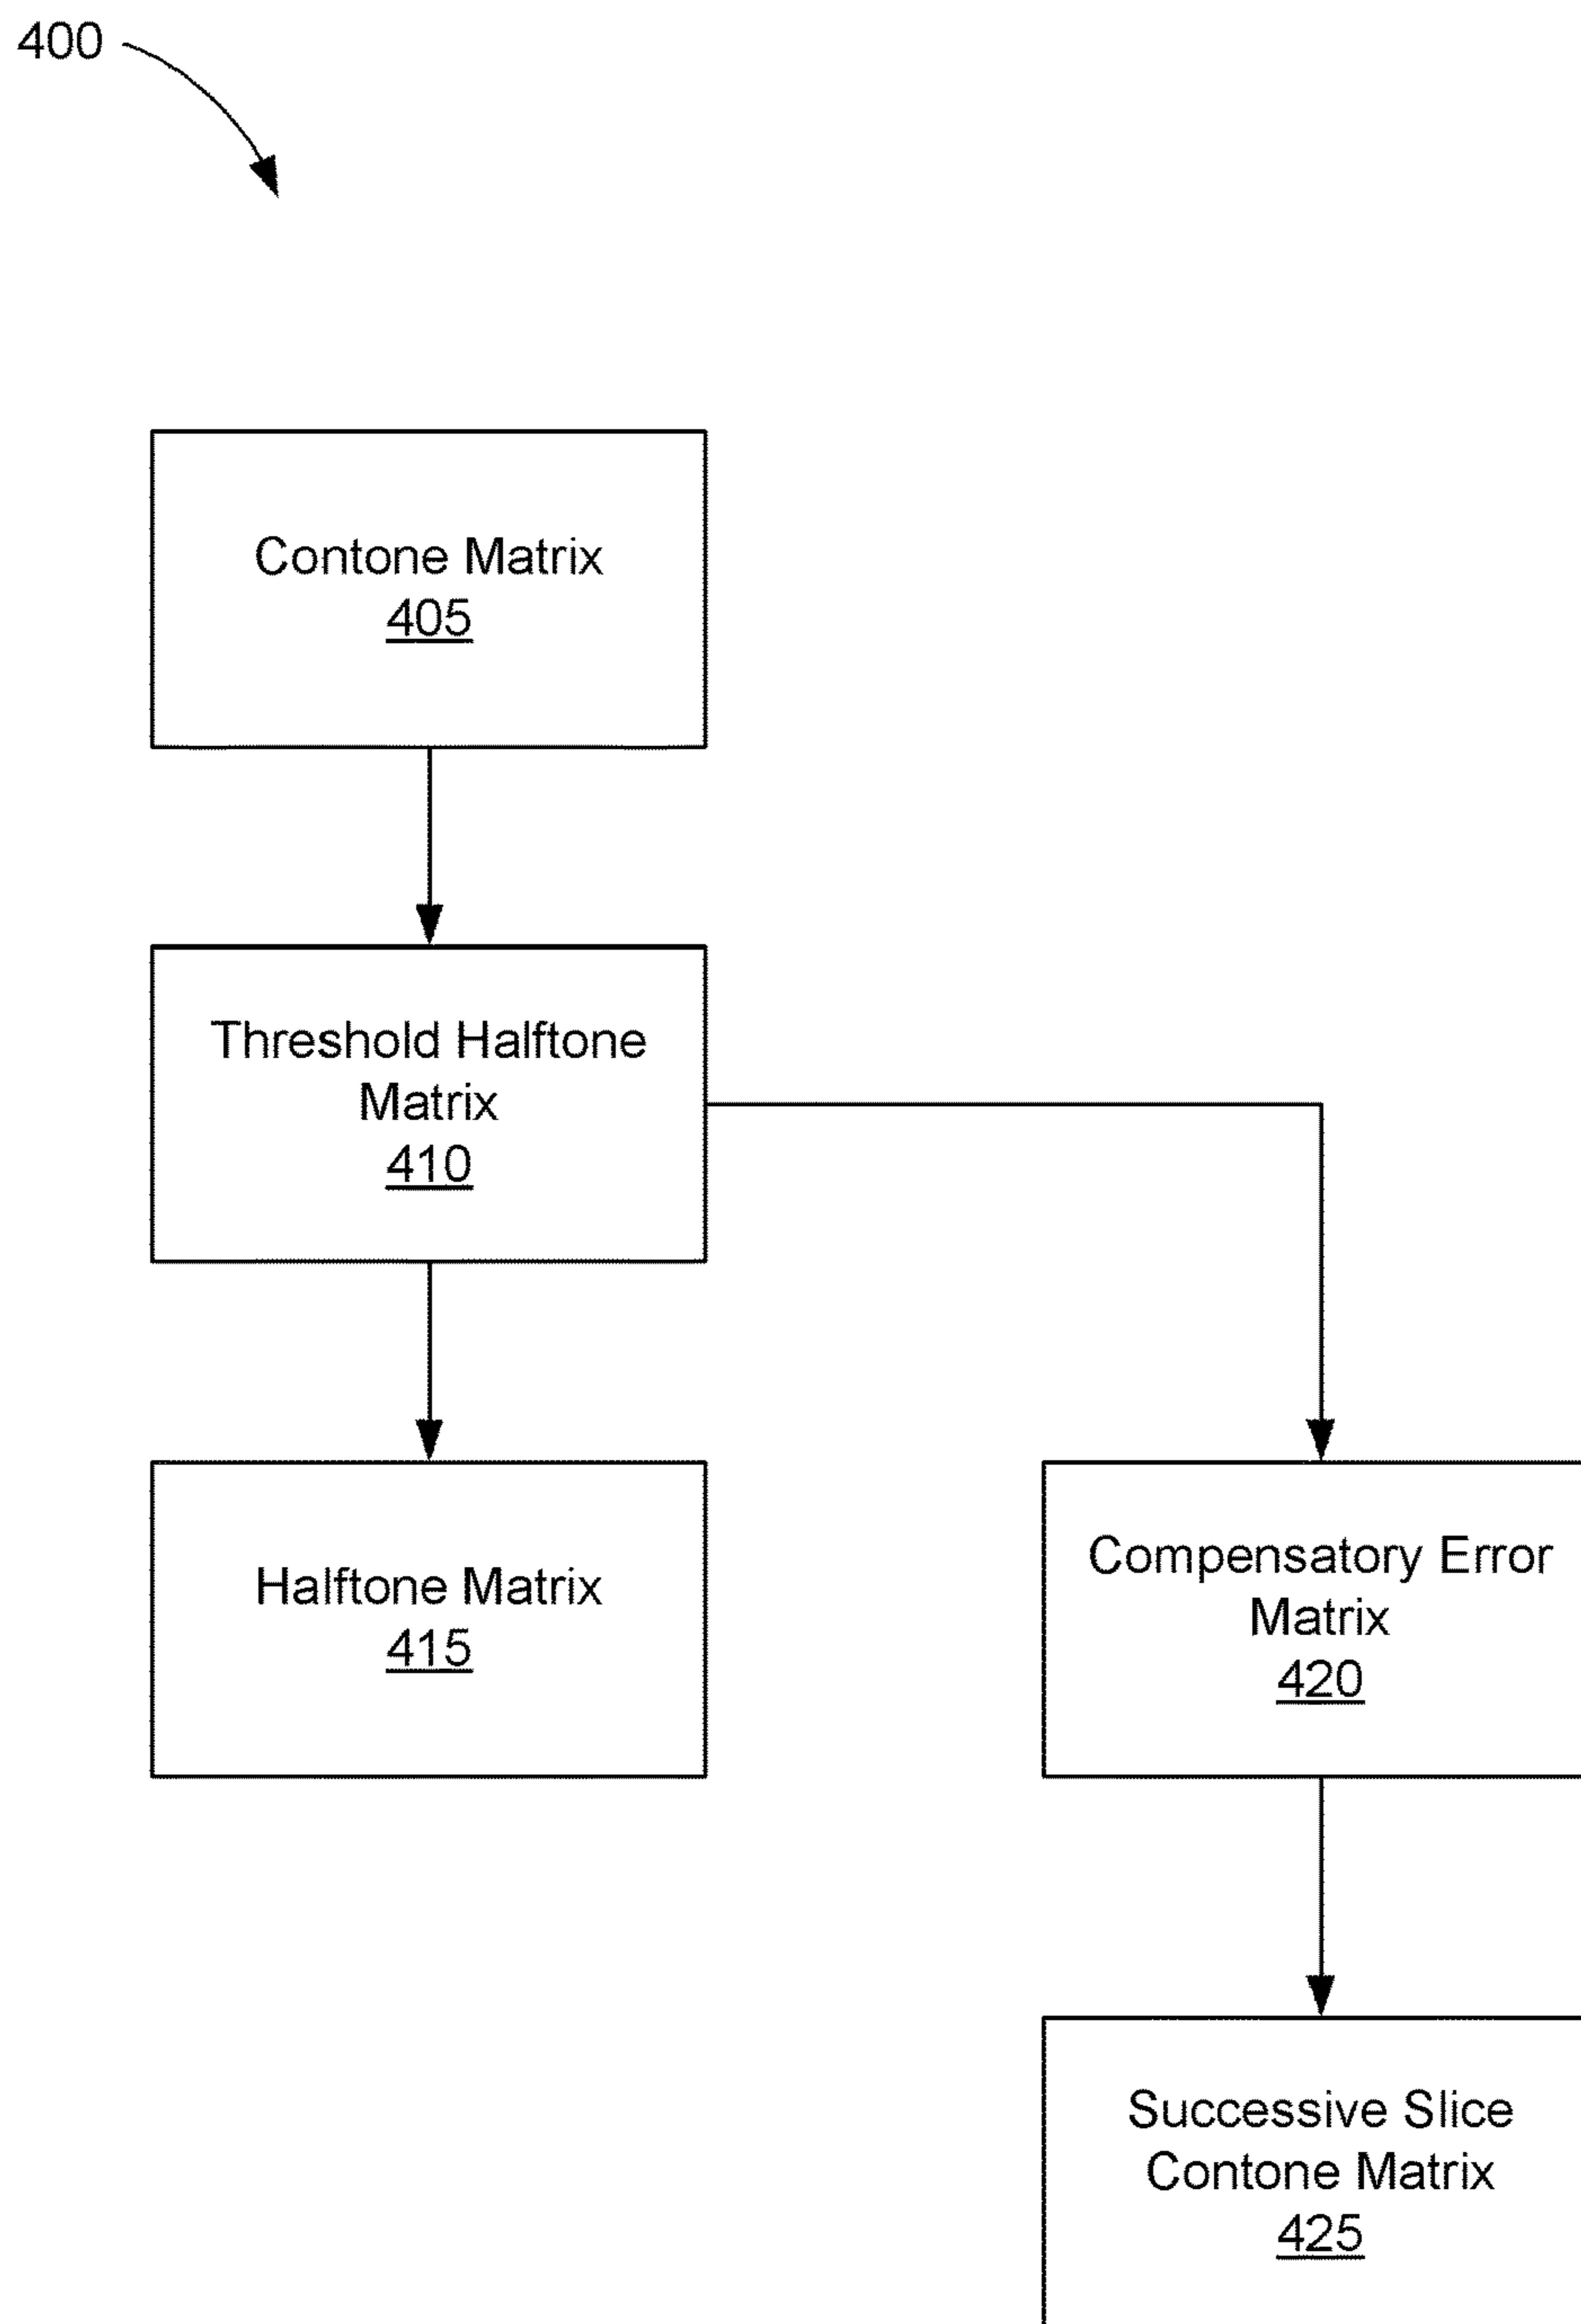 400
Contone Matrix
405
Threshold Halftone
Matrix
410
Halftone Matrix
415
Compensatory Error
Matrix
420
Successive Slice
Contone Matrix
425